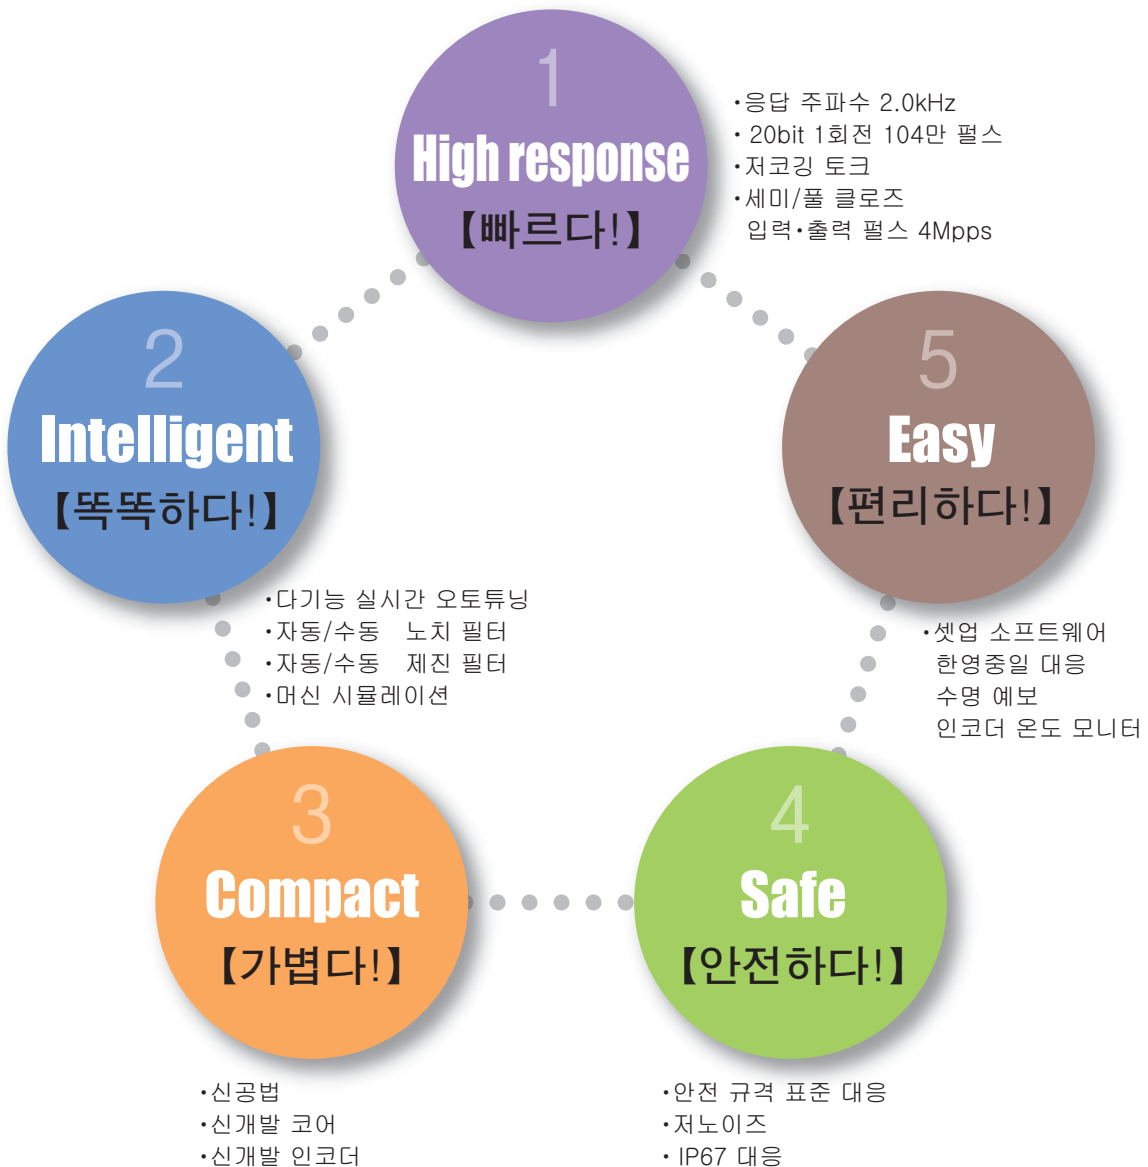 1
High response
【빠르다!】
・응답 주파수 2.0kHz
・20bit 1회전 104만 펄스
・저코깅 토크
・세미/풀 클로즈
입력・출력 펄스 4Mpps
2
Intelligent
【똑똑하다!】
・다기능 실시간 오토튜닝
・자동/수동 노치 필터
・자동/수동 제진 필터
・머신 시뮬레이션
3
Compact
【가볍다!】
・신공법
・신개발 코어
・신개발 인코더
4
Safe
【안전하다!】
・안전 규격 표준 대응
・저노이즈
・IP67 대응
5
Easy
【편리하다!】
・셋업 소프트웨어
한영중일 대응
수명 예보
인코더 온도 모니터